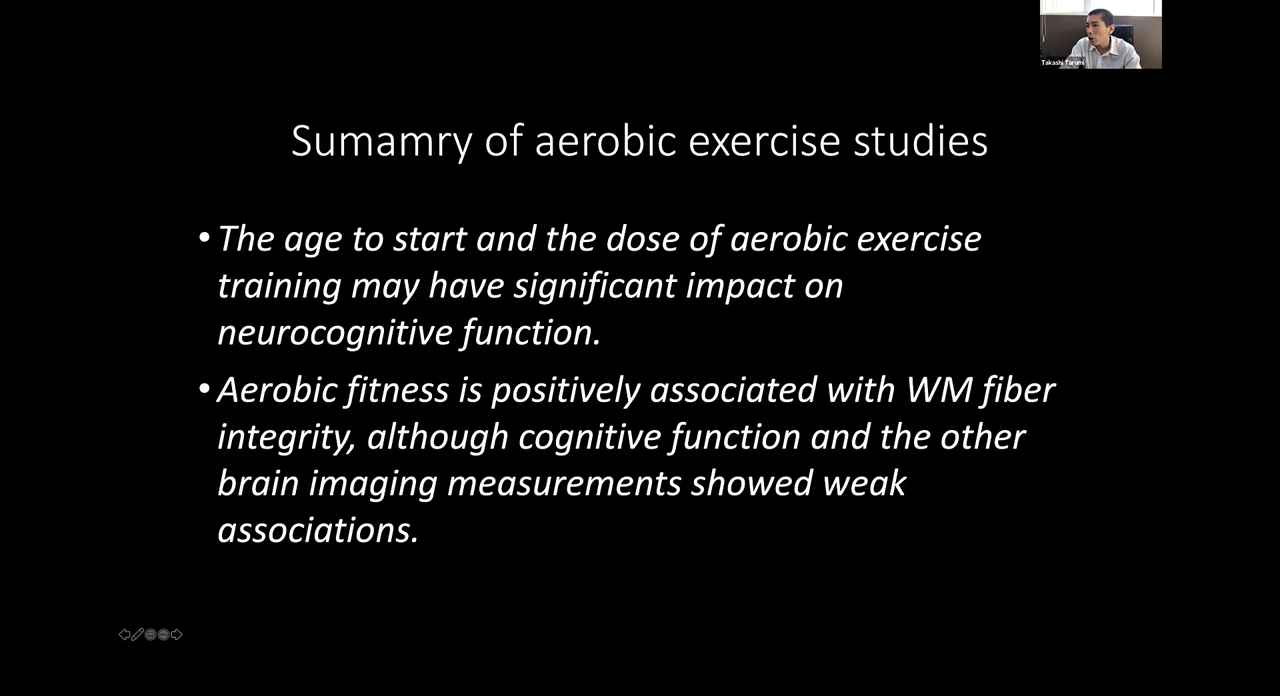 Takashi Tarumi
Sumamry of aerobic exercise studies
• The age to start and the dose of aerobic exercise
training may have significant impact on
neurocognitive function.
• Aerobic fitness is positively associated with WM fiber
integrity, although cognitive function and the other
brain imaging measurements showed weak
associations.